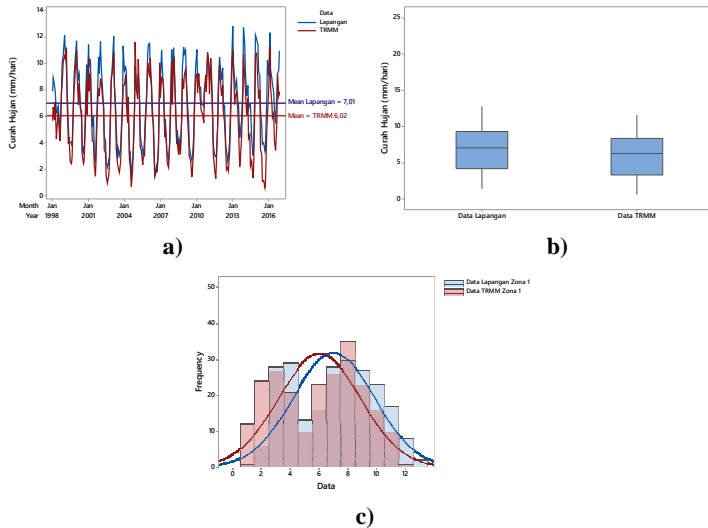 Data
Lapangan
TRMM
Curah Hujan (mm/hari)
14
12
10
8
6
4
2
0
Mean Lapangan = 7,01
Mean = TRMM 6,02
Month Jan Jan Jan Jan Jan Jan Jan
Year 1998 2001 2004 2007 2010 2013 2016
a)
Curah Hujan (mm/hari)
25
20
15
10
5
0
Data Lapangan Data TRMM
b)
Data Lapangan Zona 1
Data TRMM Zona 1
Frequency
50
40
30
20
10
0
0 2 4 6 8 10 12
Data
c)